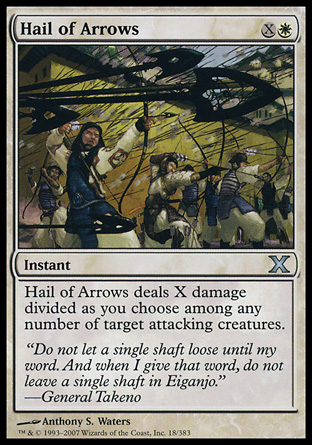 Hail of Arrows X
Instant X
Hail of Arrows deals X damage
divided as you choose among any
number of target attacking creatures.
“Do not let a single shaft loose until my
word. And when I give that word, do not
leave a single shaft in Eiganjo.”
—General Takeno
Anthony S. Waters
™ & © 1993–2007 Wizards of the Coast, Inc. 18/383